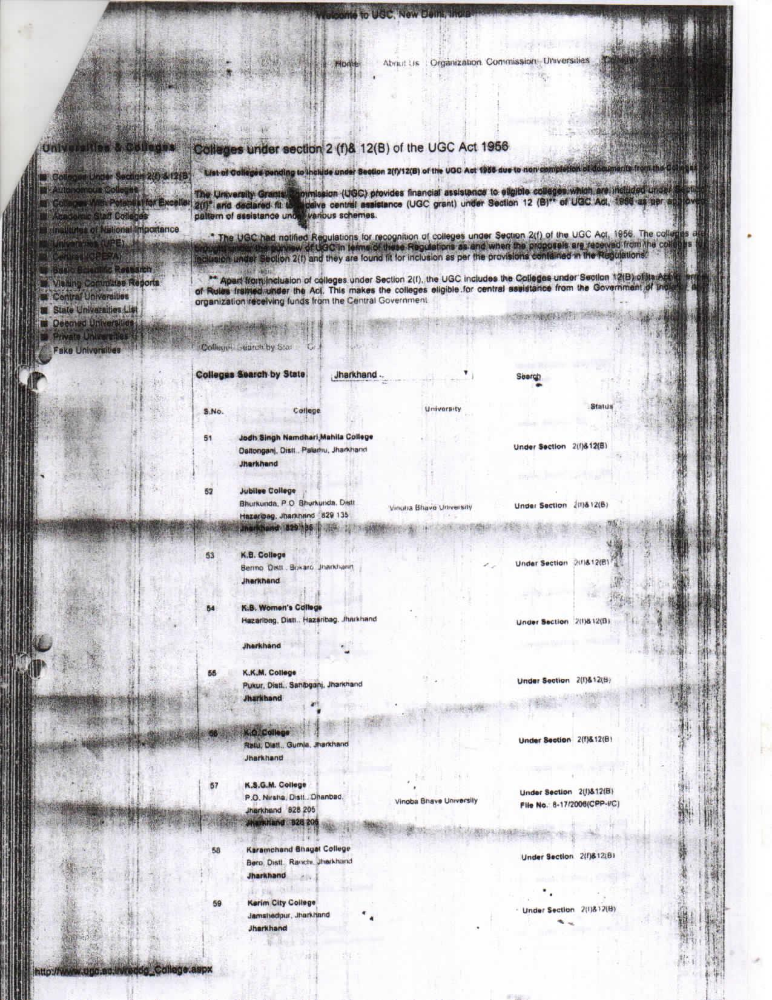 Welcome to UGC, New Delhi, India
Home About Us Organization Commission Universities Colleges
Universities & Colleges
Colleges Under Section 2(f) &12(B)
Autonomous Colleges
Colleges With Potential for Excellen
Academic Staff Colleges
Institutes of National Importance
Universities (UPE)
Centres (CPEPA)
Basic Scientific Research
Visiting Committee Reports
Central Universities
State Universities List
Deemed Universities
Private Universities
Fake Universities
Colleges under section 2 (f)& 12(B) of the UGC Act 1956
List of Colleges pending to include under Section 2(f)/12(B) of the UGC Act 1956 due to non completion of documents from the Colleges
The University Grants Commission (UGC) provides financial assistance to eligible colleges which are included under Section
2(f)* and declared fit to receive central assistance (UGC grant) under Section 12 (B)** of UGC Act, 1956 as per approved
pattern of assistance under various schemes.
* The UGC had notified Regulations for recognition of colleges under Section 2(f) of the UGC Act, 1956. The colleges are
brought under the purview of UGC in terms of these Regulations as and when the proposals are received from the colleges for
inclusion under Section 2(f) and they are found fit for inclusion as per the provisions contained in the Regulations.
** Apart from inclusion of colleges under Section 2(f), the UGC includes the Colleges under Section 12(B) of its Act in terms
of Rules framed under the Act. This makes the colleges eligible for central assistance from the Government of India or any
organization receiving funds from the Central Government
Colleges Search by Stat
Colleges Search by State Jharkhand Search
S.No. College University Status
51 Jodh Singh Namdhari,Mahila College
Daltonganj, Distt., Palamu, Jharkhand Under Section 2(f)&12(B)
Jharkhand
52 Jubilee College
Bhurkunda, P.O Bhurkunda, Distt Vinoba Bhave University Under Section 2(f)&12(B)
Hazaribag, Jharkhand 829 135
Jharkhand 829 135
53 K.B. College
Bermo Distt., Bokaro Jharkhand Under Section 2(f)&12(B)
Jharkhand
54 K.B. Women's College
Hazaribag, Distt., Hazaribag, Jharkhand Under Section 2(f)&12(B)
Jharkhand
55 K.K.M. College
Pukur, Distt., Sahibganj, Jharkhand Under Section 2(f)&12(B)
Jharkhand
56 K.O. College
Ratu, Distt., Gumla, Jharkhand Under Section 2(f)&12(B)
Jharkhand
57 K.S.G.M. College
P.O. Nirsha, Distt., Dhanbad, Vinoba Bhave University Under Section 2(f)&12(B)
Jharkhand 828 205 File No. 8-17/2006(CPP-I/C)
Jharkhand 828 205
58 Karamchand Bhagat College
Bero, Distt. Ranchi, Jharkhand Under Section 2(f)&12(B)
Jharkhand
59 Karim City College
Jamshedpur, Jharkhand Under Section 2(f)&12(B)
Jharkhand
http://www.ugc.ac.in/recog_College.aspx